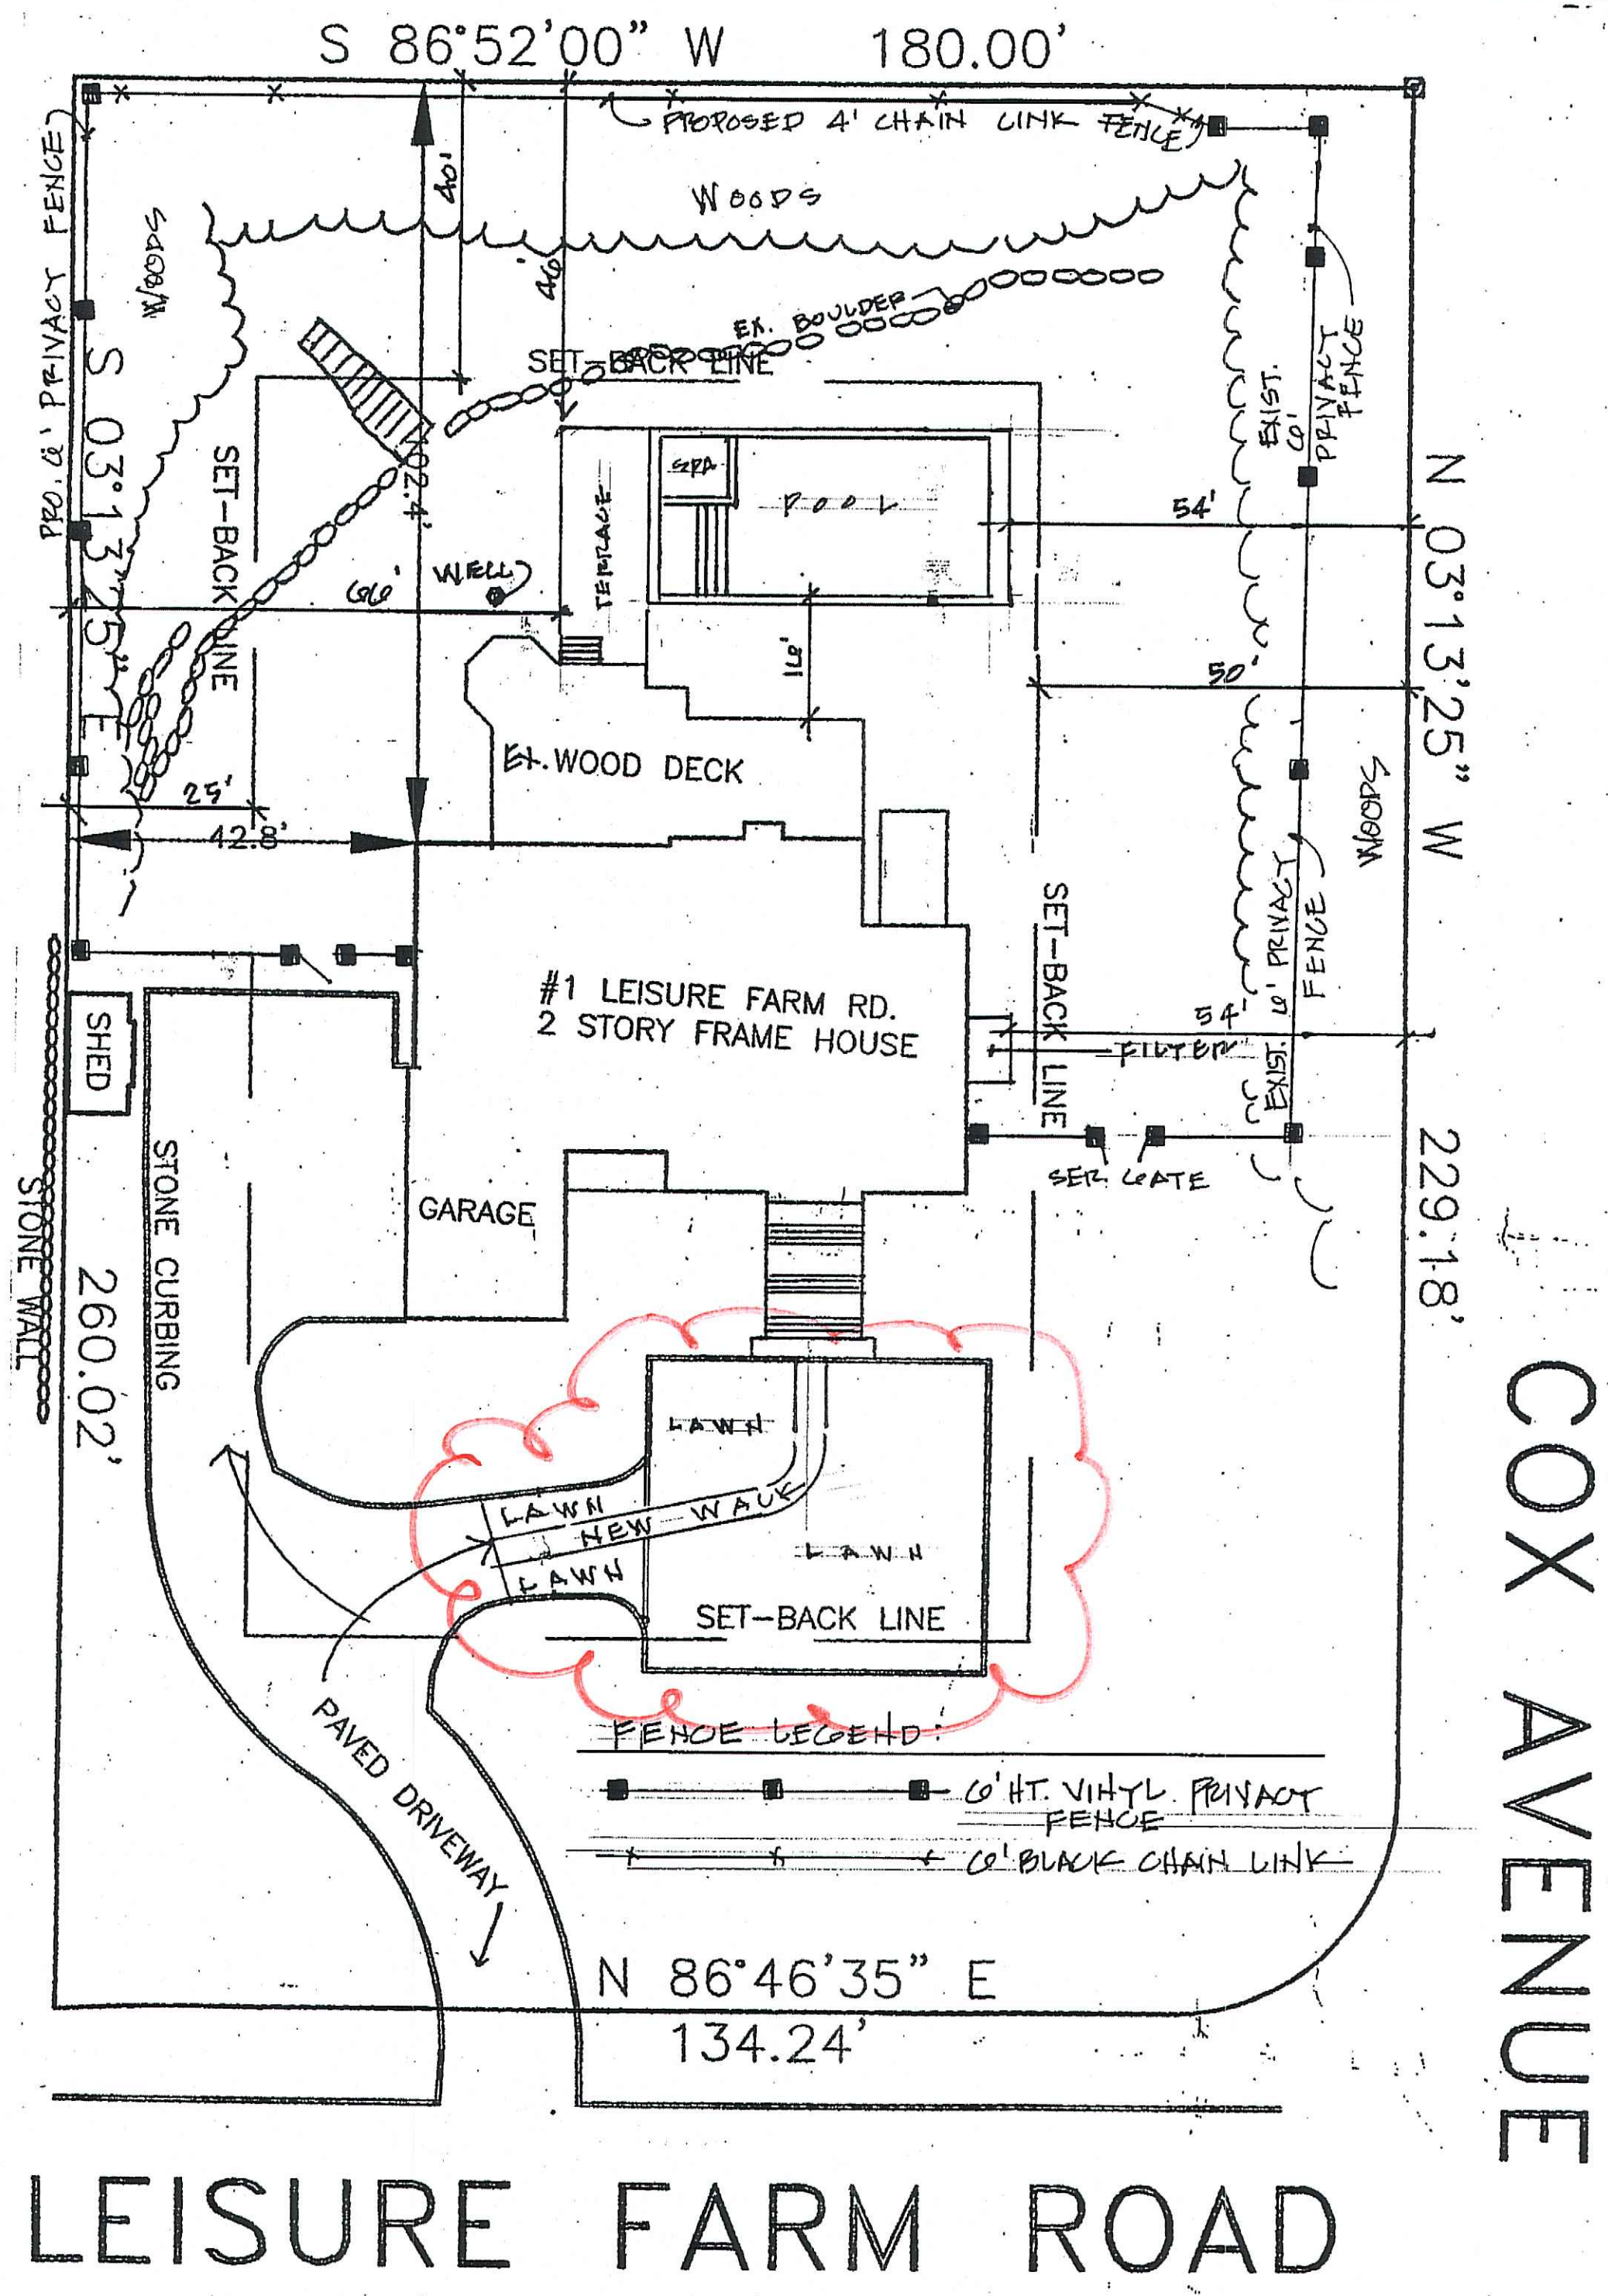 S 86°52'00" W 180.00'
PROPOSED 4' CHAIN LINK FENCE
PRO. 6' PRIVACY FENCE
WOODS
WOODS
40'
46'
EX. BOULDER
SET-BACK LINE
S 03°13'25" E
260.02'
SET-BACK LINE
102.4'
SPA
POOL
TERRACE
WELL
66'
16'
54'
50'
EXIST.
6'
PRIVACY
FENCE
N 03°13'25" W
229.18'
WOODS
EX. WOOD DECK
25'
42.8'
SET-BACK LINE
EXIST. 6' PRIVACY
FENCE
#1 LEISURE FARM RD.
2 STORY FRAME HOUSE
54'
FILTER
SHED
STONE WALL
STONE CURBING
SER. GATE
GARAGE
LAWN
LAWN
NEW WALK
LAWN
LAWN
SET-BACK LINE
PAVED DRIVEWAY
FENCE LEGEND:
6' HT. VINYL PRIVACY
FENCE
6' BLACK CHAIN LINK
N 86°46'35" E
134.24'
COX AVENUE
LEISURE FARM ROAD